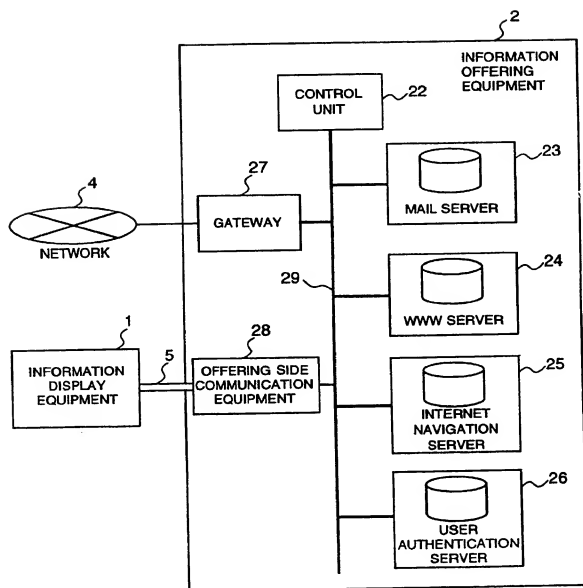 2
INFORMATION
OFFERING
EQUIPMENT
CONTROL
UNIT
22
23
MAIL SERVER
4
NETWORK
27
GATEWAY
29
24
WWW SERVER
1
INFORMATION
DISPLAY
EQUIPMENT
5
28
OFFERING SIDE
COMMUNICATION
EQUIPMENT
25
INTERNET
NAVIGATION
SERVER
26
USER
AUTHENTICATION
SERVER